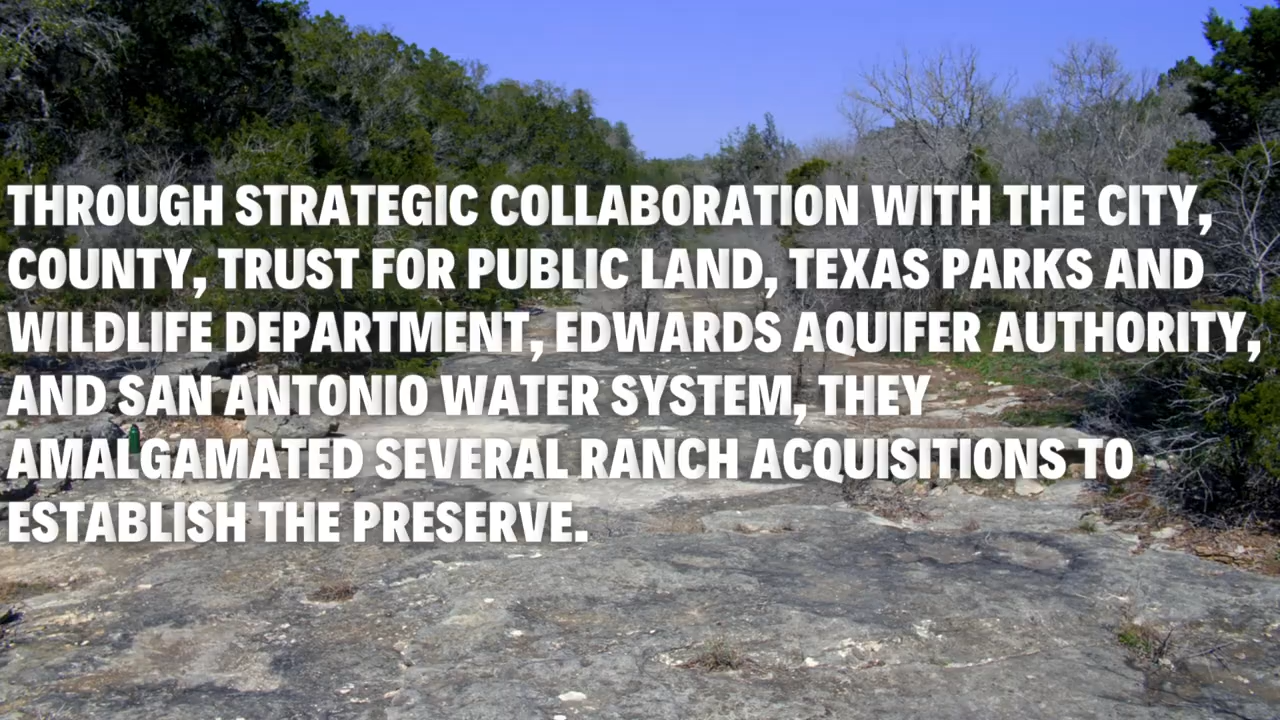 THROUGH STRATEGIC COLLABORATION WITH THE CITY,
COUNTY, TRUST FOR PUBLIC LAND, TEXAS PARKS AND
WILDLIFE DEPARTMENT, EDWARDS AQUIFER AUTHORITY,
AND SAN ANTONIO WATER SYSTEM, THEY
AMALGAMATED SEVERAL RANCH ACQUISITIONS TO
ESTABLISH THE PRESERVE.